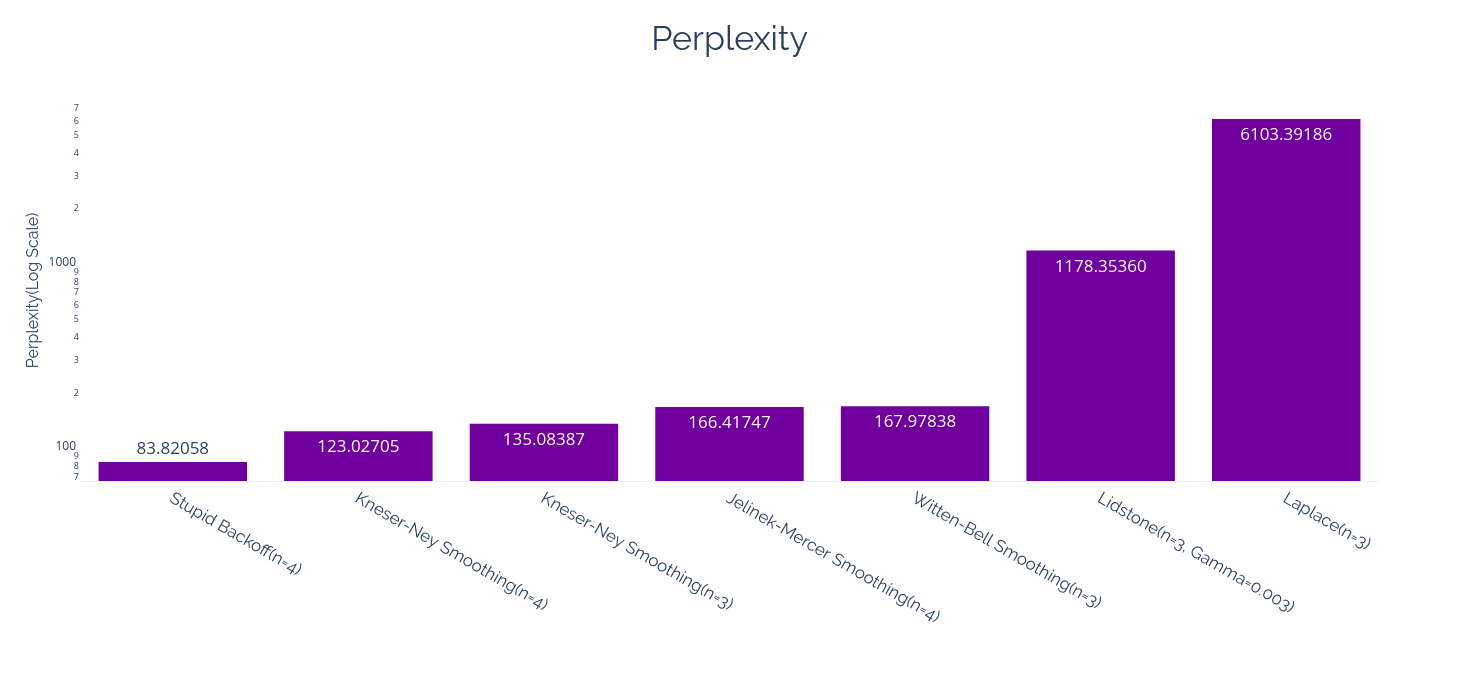 Perplexity
Perplexity(Log Scale)
7
6
5
4
3
2
1000
9
8
7
6
5
4
3
2
100
9
8
7
83.82058
123.02705
135.08387
166.41747
167.97838
1178.35360
6103.39186
Stupid Backoff(n=4)
Kneser-Ney Smoothing(n=4)
Kneser-Ney Smoothing(n=3)
Jelinek-Mercer Smoothing(n=4)
Witten-Bell Smoothing(n=3)
Lidstone(n=3, Gamma=0.003)
Laplace(n=3)